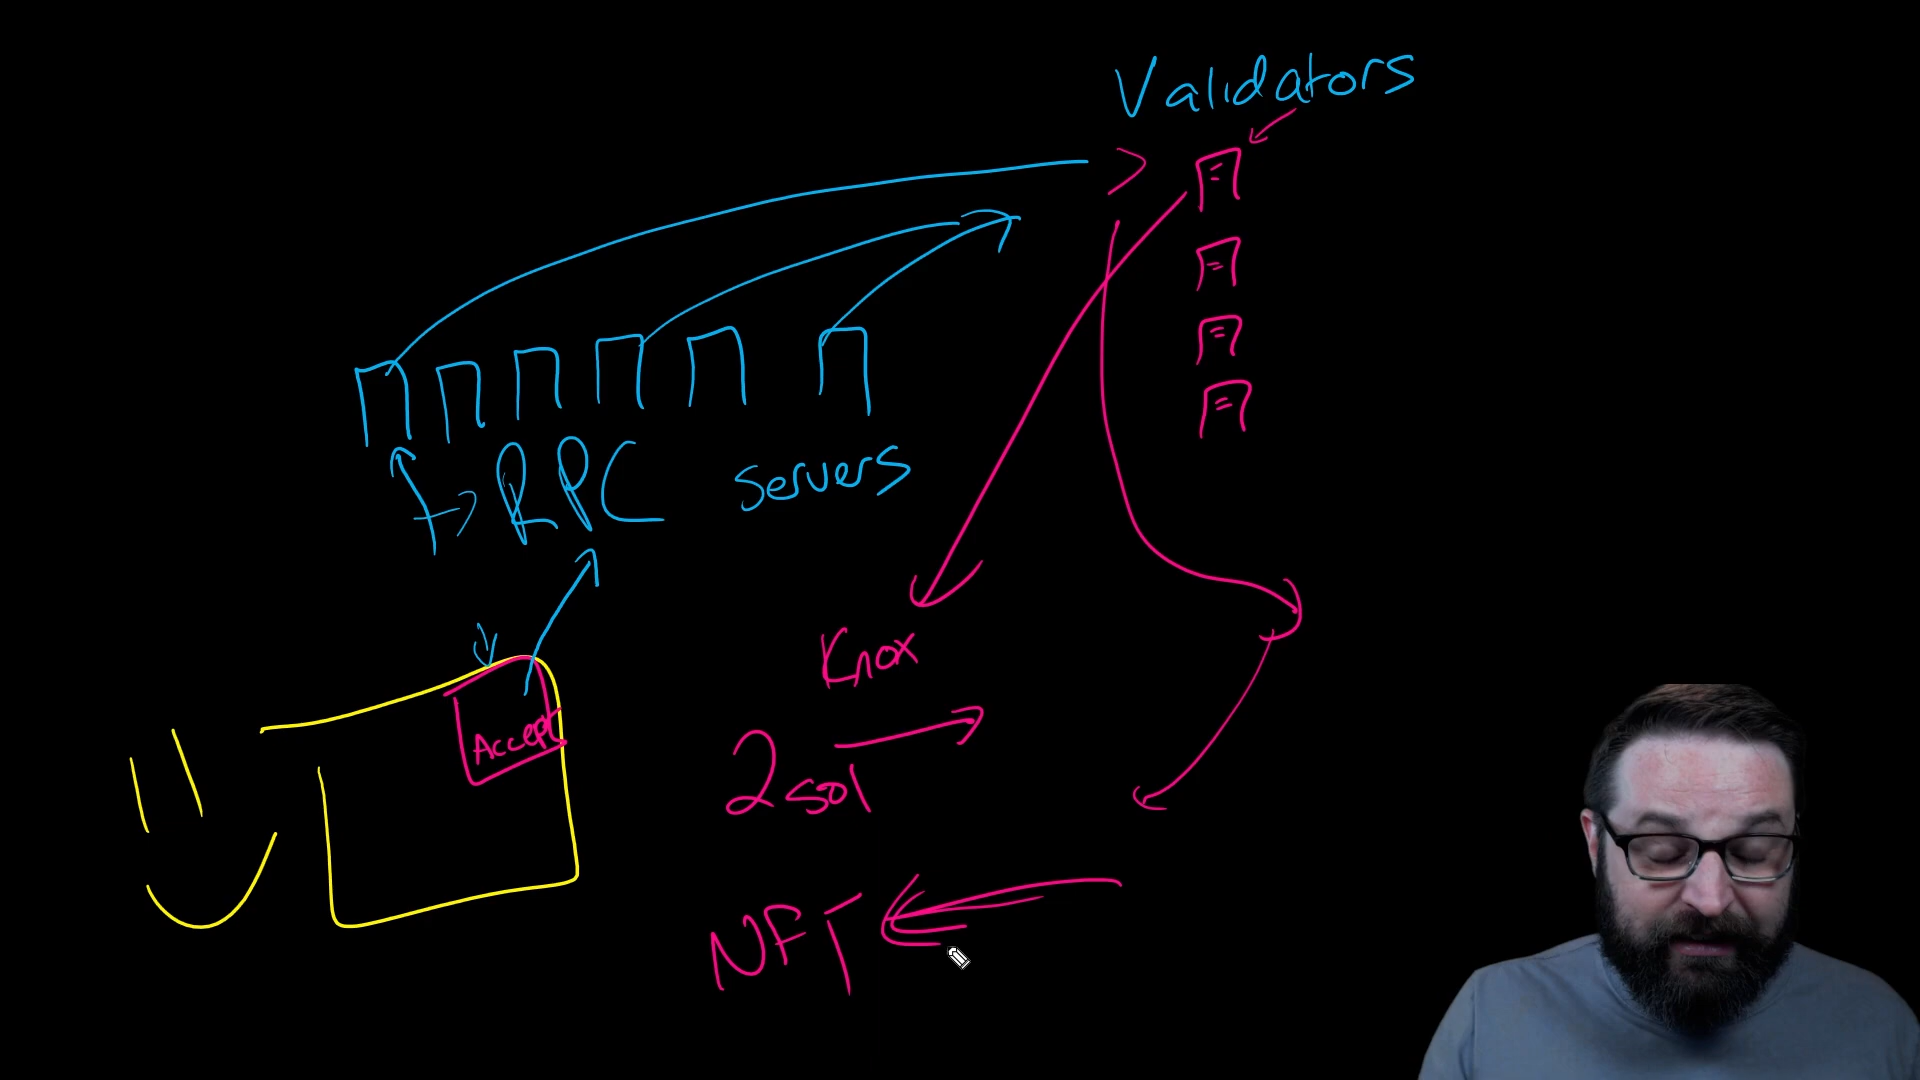 Validators
RPC servers
Accept
Knox
2 sol
NFT